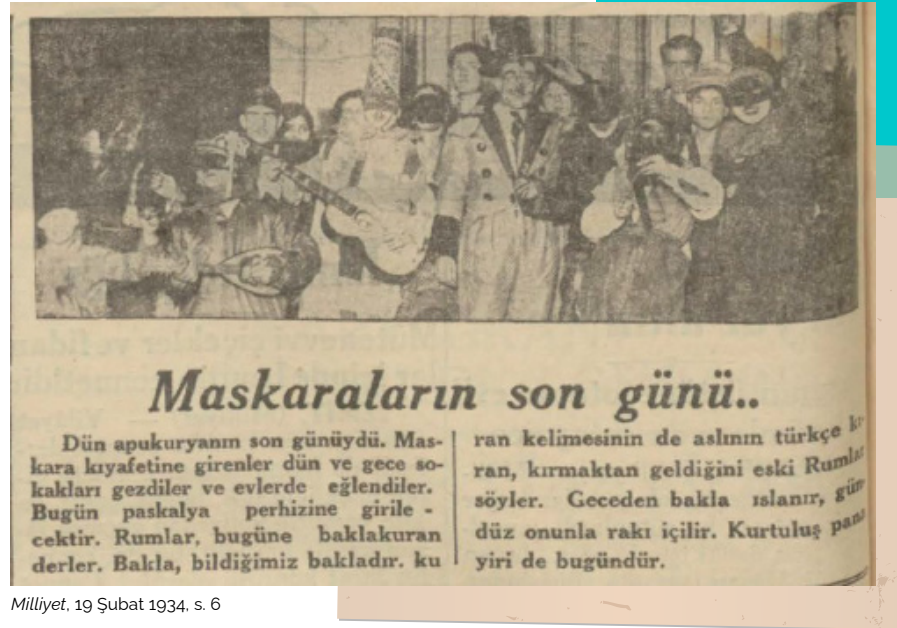 Maskaraların son günü..
Dün apukuryanın son günüydü. Mas-
kara kıyafetine girenler dün ve gece so-
kakları gezdiler ve evlerde eğlendiler.
Bugün paskalya perhizine girile -
cektir. Rumlar, bugüne baklakuran
derler. Bakla, bildiğimiz bakladır. ku
ran kelimesinin de aslının türkçe kı-
ran, kırmaktan geldiğini eski Rumlar
söyler. Geceden bakla ıslanır, gün-
düz onunla rakı içilir. Kurtuluş pana
yiri de bugündür.
Milliyet, 19 Şubat 1934, s. 6